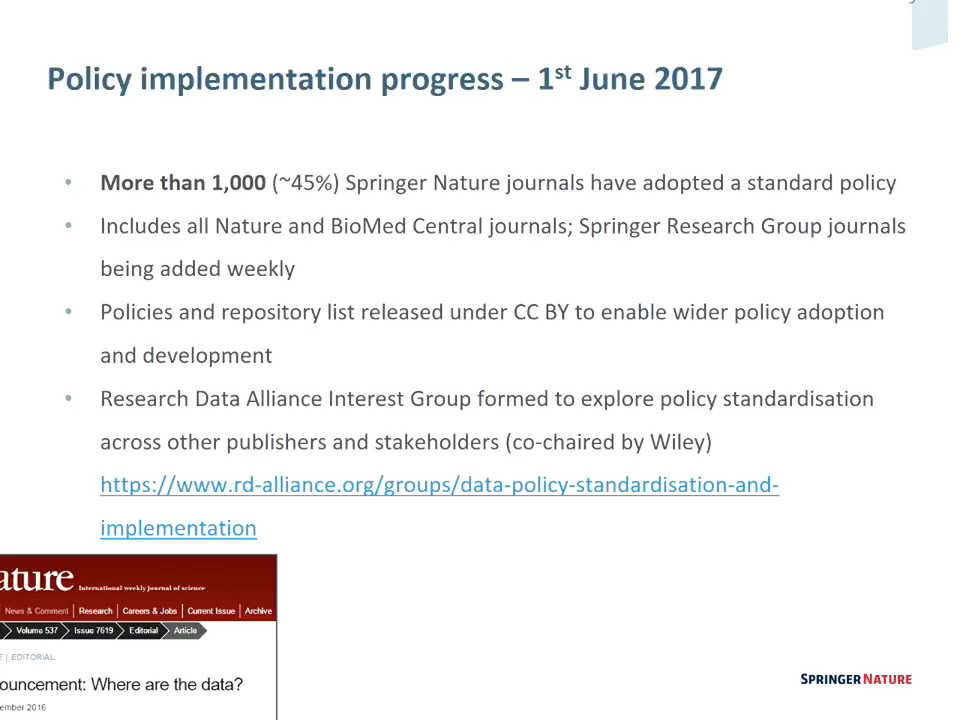 Policy implementation progress – 1st June 2017
• More than 1,000 (~45%) Springer Nature journals have adopted a standard policy
• Includes all Nature and BioMed Central journals; Springer Research Group journals
being added weekly
• Policies and repository list released under CC BY to enable wider policy adoption
and development
• Research Data Alliance Interest Group formed to explore policy standardisation
across other publishers and stakeholders (co-chaired by Wiley)
https://www.rd-alliance.org/groups/data-policy-standardisation-and-
implementation
ature International weekly journal of science
News & Comment | Research | Careers & Jobs | Current Issue | Archive
Volume 537 Issue 7619 Editorial Article
E | EDITORIAL
ouncement: Where are the data?
ember 2016
SPRINGER NATURE